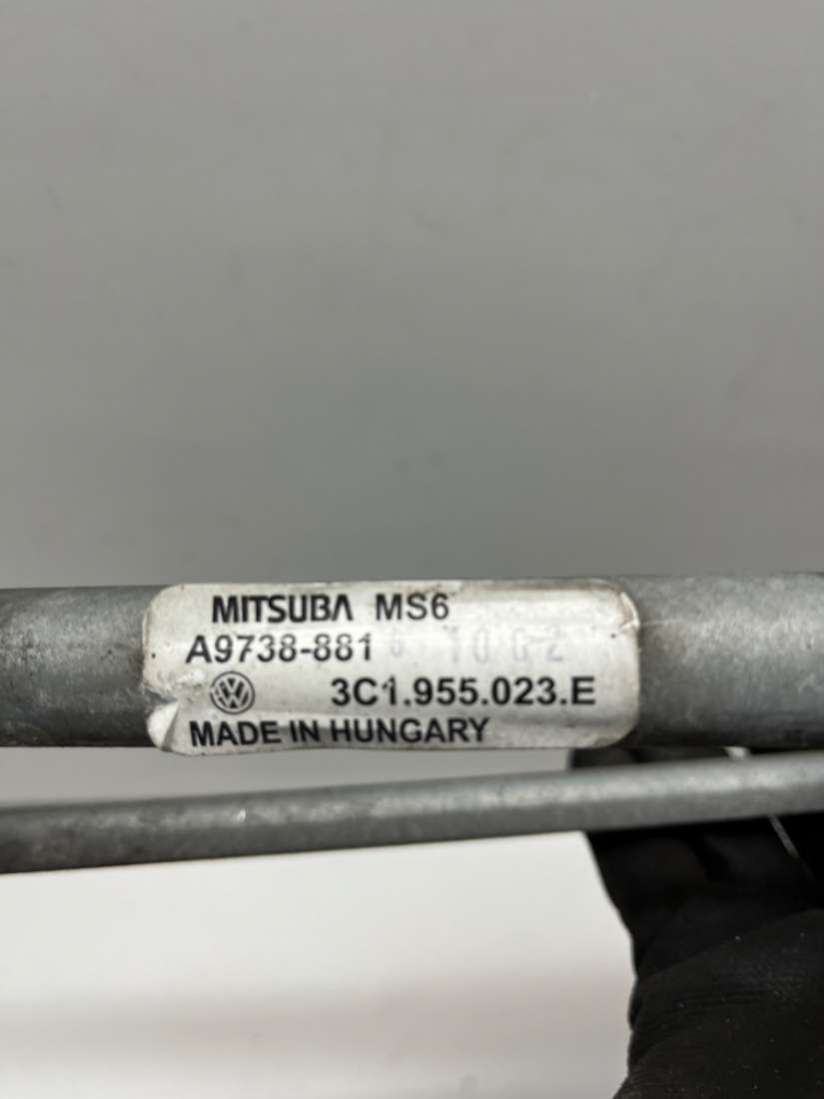 MITSUBA MS6
A9738-881
3C1.955.023.E
MADE IN HUNGARY